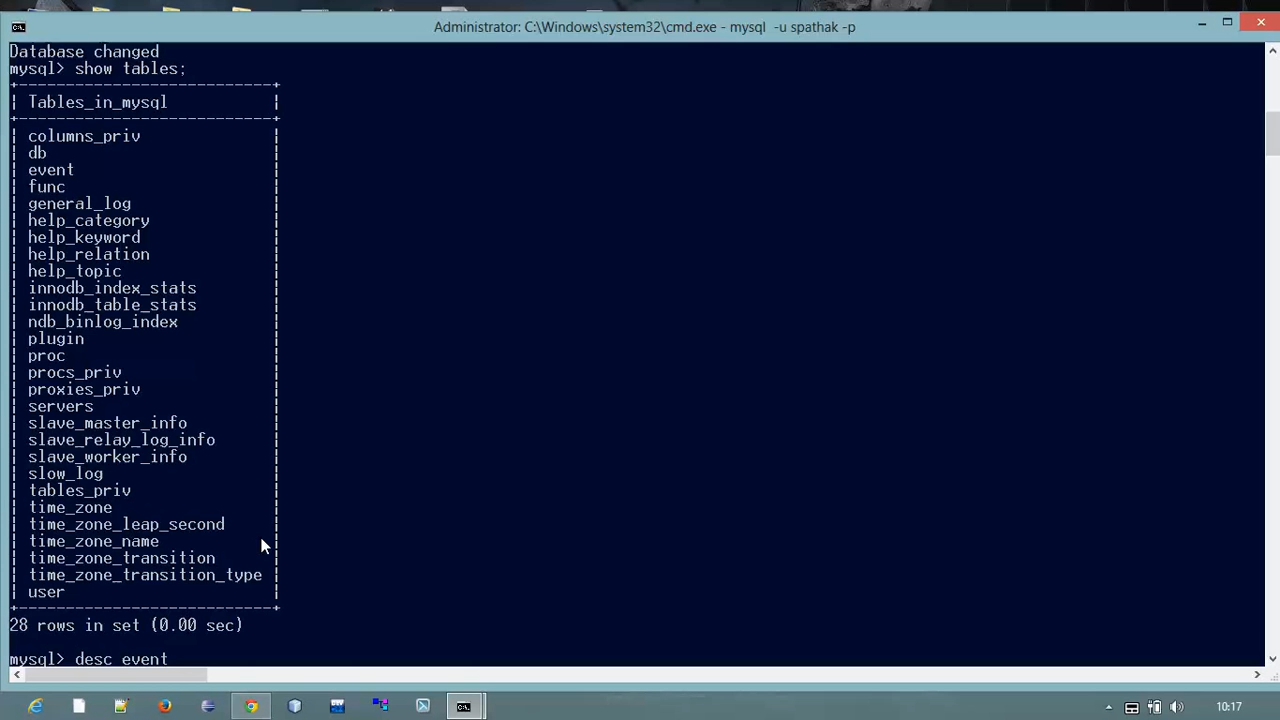 Administrator: C:\Windows\system32\cmd.exe - mysql -u spathak -p
Database changed
mysql> show tables;
Tables_in_mysql
columns_priv
db
event
func
general_log
help_category
help_keyword
help_relation
help_topic
innodb_index_stats
innodb_table_stats
ndb_binlog_index
plugin
proc
procs_priv
proxies_priv
servers
slave_master_info
slave_relay_log_info
slave_worker_info
slow_log
tables_priv
time_zone
time_zone_leap_second
time_zone_name
time_zone_transition
time_zone_transition_type
user
28 rows in set (0.00 sec)
mysql> desc event
10:17